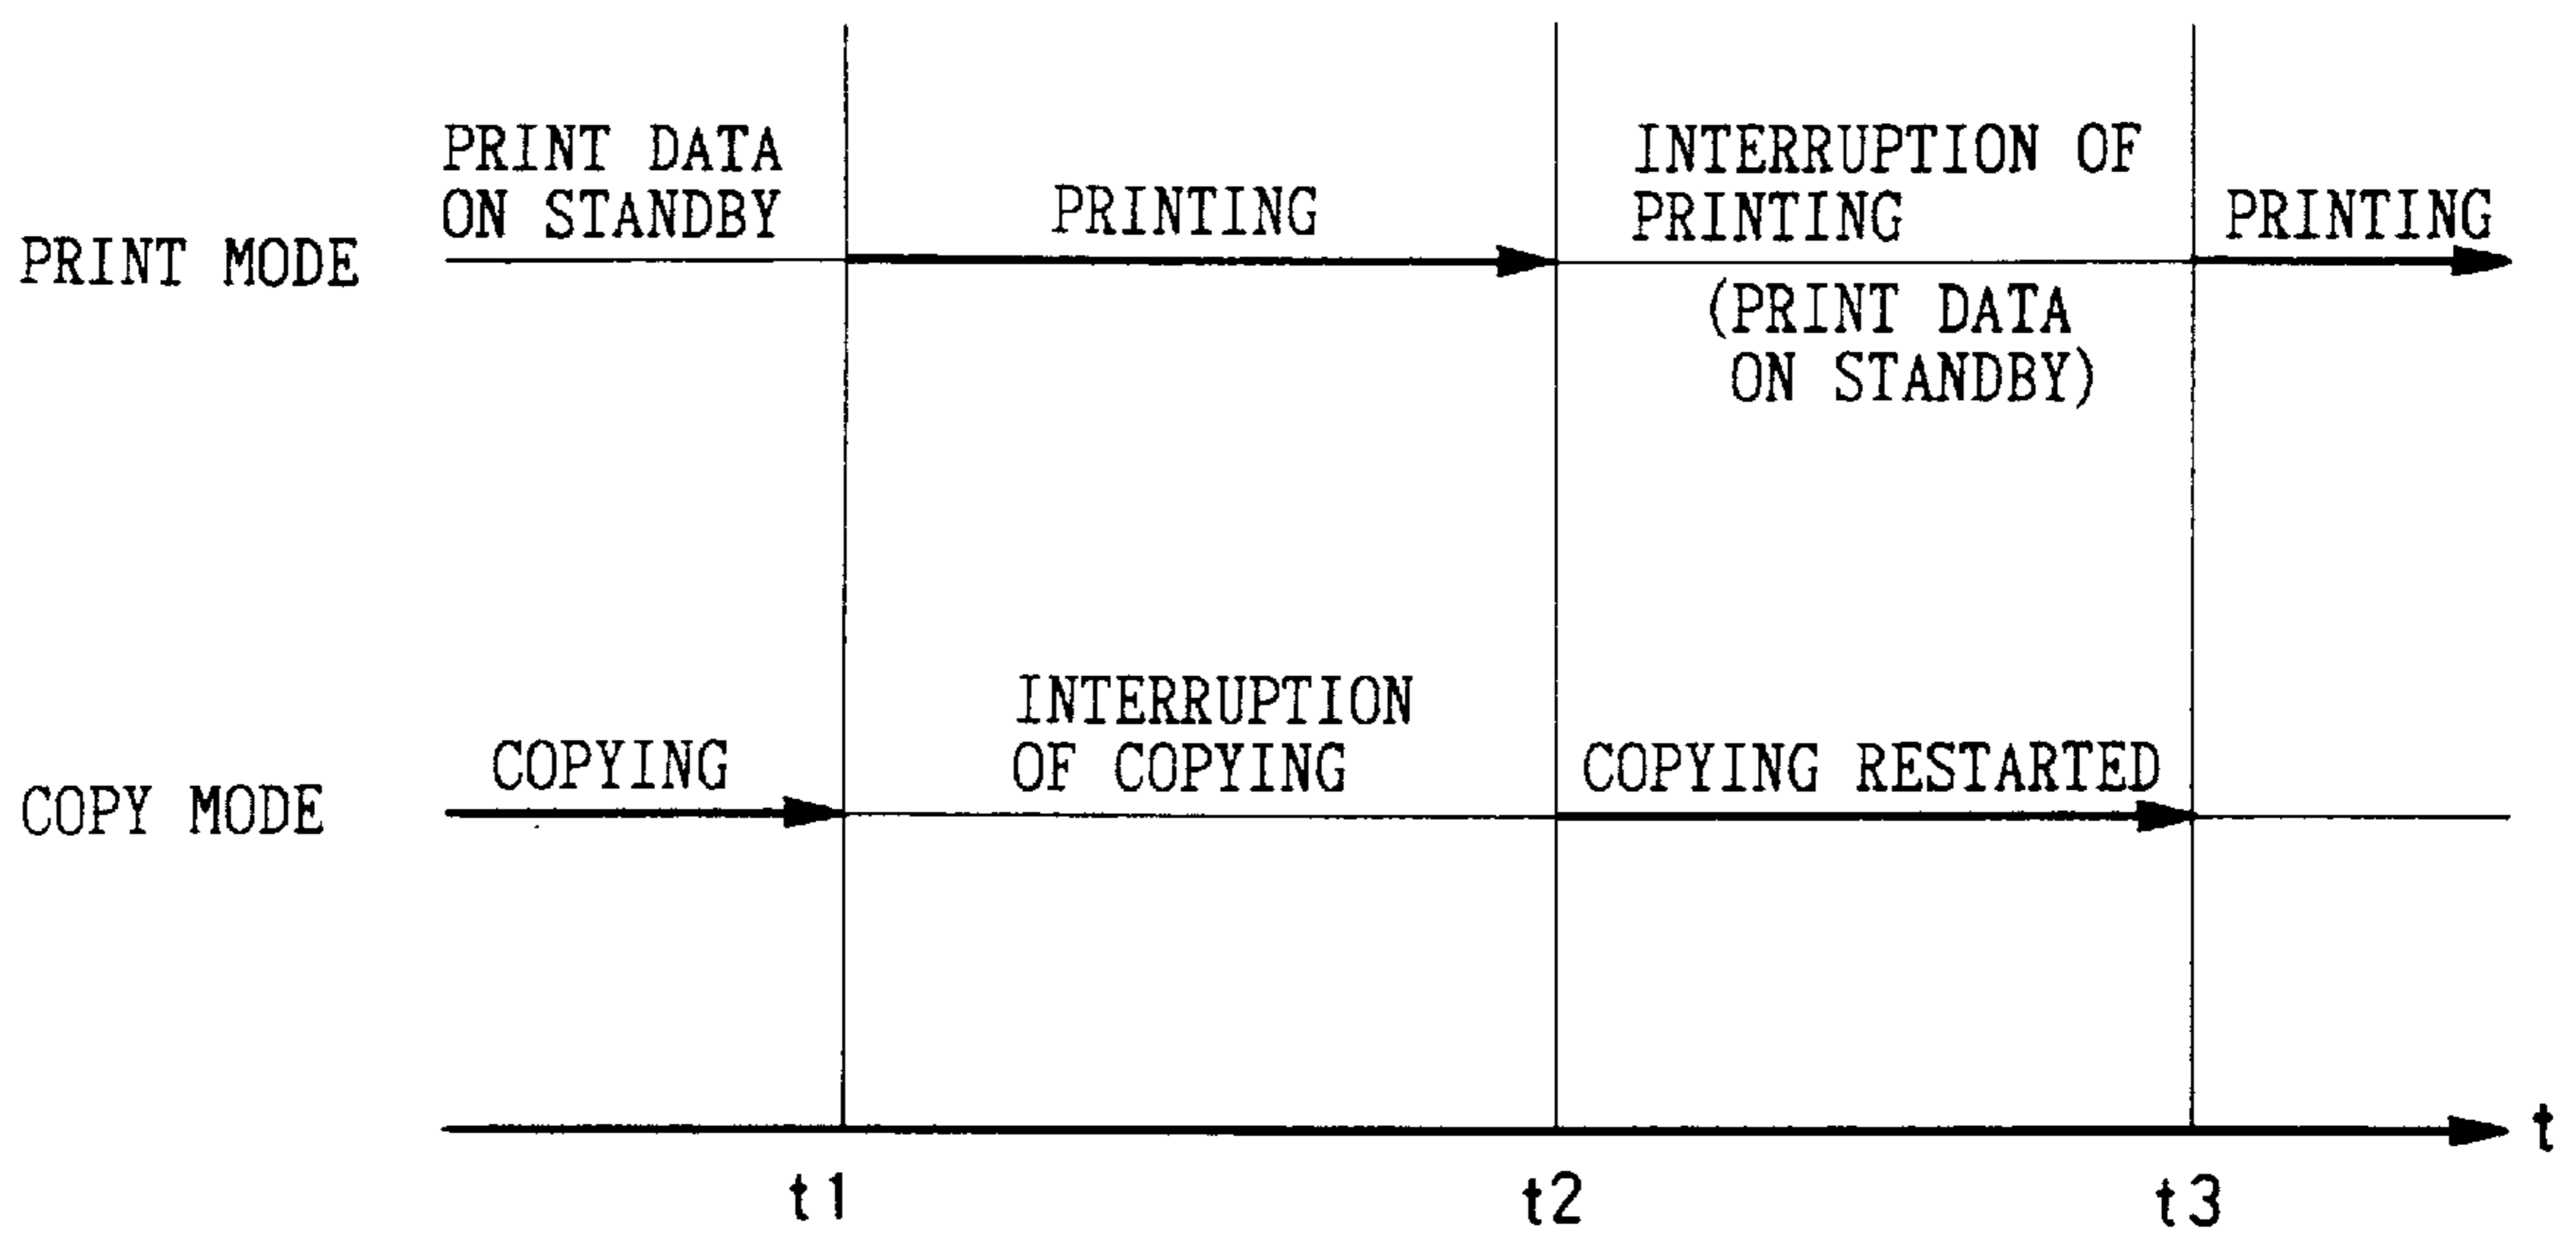 PRINT DATA
ON STANDBY
PRINTING
INTERRUPTION OF
PRINTING
PRINTING
PRINT MODE
(PRINT DATA
ON STANDBY)
INTERRUPTION
OF COPYING
COPYING
COPYING RESTARTED
COPY MODE
t
t1
t2
t3